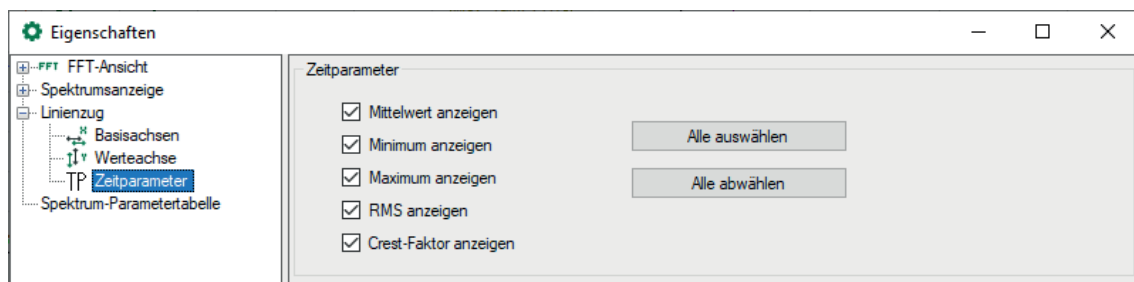 Eigenschaften
FFT FFT-Ansicht
Spektrumsanzeige
Linienzug
X Basisachsen
Y Werteachse
TP Zeitparameter
Spektrum-Parametertabelle
Zeitparameter
Mittelwert anzeigen
Minimum anzeigen
Maximum anzeigen
RMS anzeigen
Crest-Faktor anzeigen
Alle auswählen
Alle abwählen